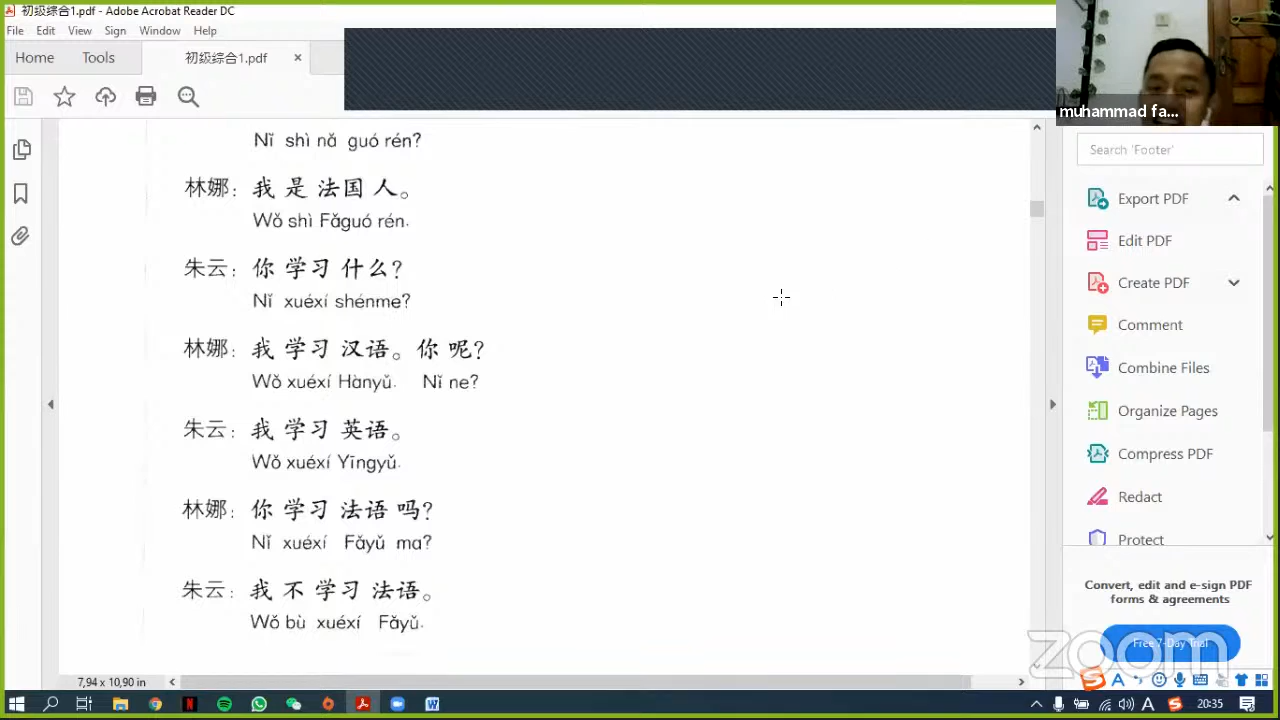 初级综合1.pdf - Adobe Acrobat Reader DC
File Edit View Sign Window Help
Home Tools 初级综合1.pdf ×
muhammad fa...
Search 'Footer'
Nǐ shì nǎ guó rén?
林娜：我 是 法国 人。
Wǒ shì Fǎguó rén.
朱云：你 学习 什么？
Nǐ xuéxí shénme?
林娜：我 学习 汉语。你 呢？
Wǒ xuéxí Hànyǔ. Nǐ ne?
朱云：我 学习 英语。
Wǒ xuéxí Yīngyǔ.
林娜：你 学习 法语 吗？
Nǐ xuéxí Fǎyǔ ma?
朱云：我 不 学习 法语。
Wǒ bù xuéxí Fǎyǔ.
Export PDF
Edit PDF
Create PDF
Comment
Combine Files
Organize Pages
Compress PDF
Redact
Protect
Convert, edit and e-sign PDF
forms & agreements
Free 7-Day Trial
zoom
7,94 x 10,90 in
20:35